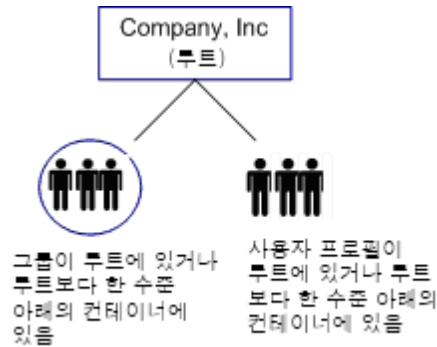 Company, Inc
(루트)
그룹이 루트에 있거나
루트보다 한 수준
아래의 컨테이너에
있음
사용자 프로필이
루트에 있거나 루트
보다 한 수준 아래의
컨테이너에 있음